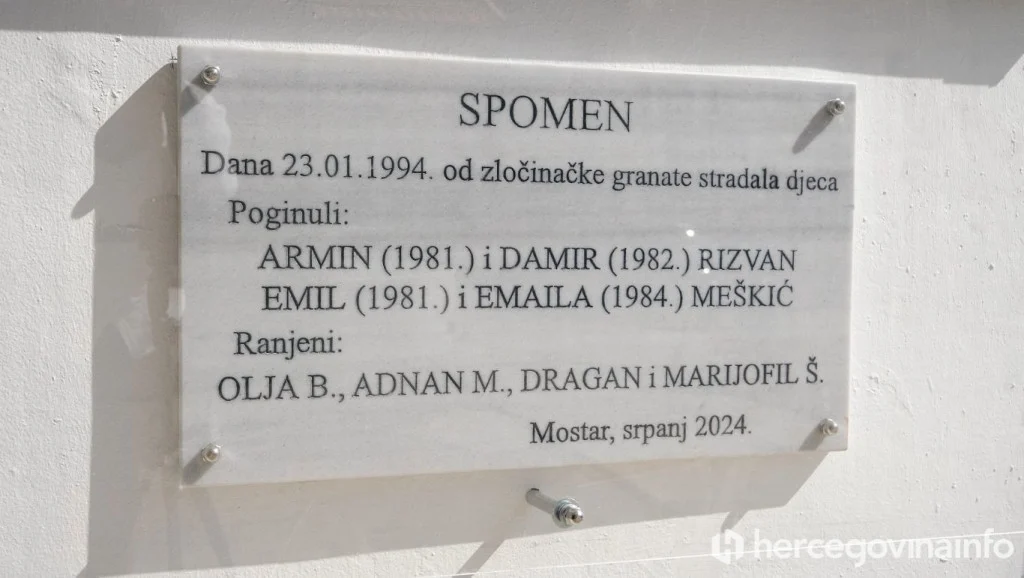 SPOMEN
Dana 23.01.1994. od zločinačke granate stradala djeca
Poginuli:
ARMIN (1981.) i DAMIR (1982.) RIZVAN
EMIL (1981.) i EMAILA (1984.) MEŠKIĆ
Ranjeni:
OLJA B., ADNAN M., DRAGAN i MARIJOFIL Š.
Mostar, srpanj 2024.
hercegovinainfo